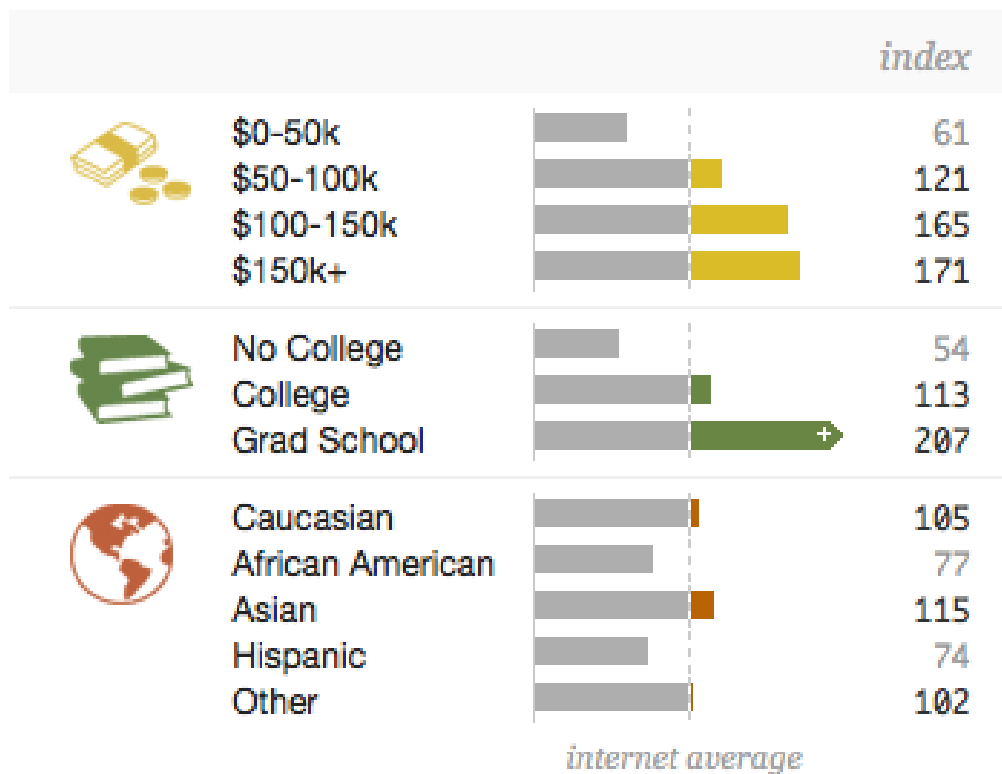 index
$0-50k 61
$50-100k 121
$100-150k 165
$150k+ 171
No College 54
College 113
Grad School + 207
Caucasian 105
African American 77
Asian 115
Hispanic 74
Other 102
internet average